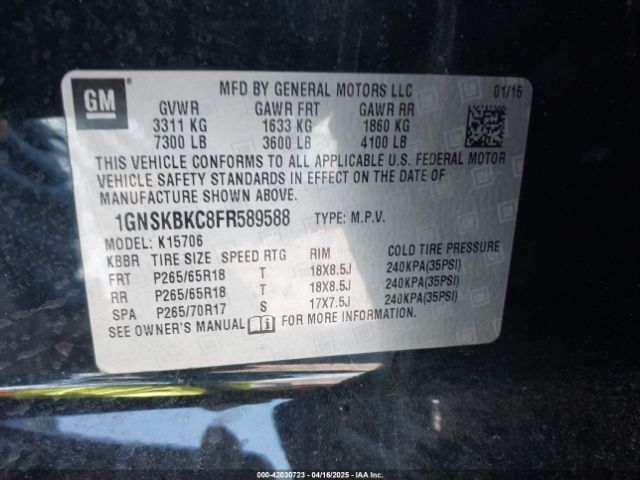 GM
MFD BY GENERAL MOTORS LLC 01/15
GVWR GAWR FRT GAWR RR
3311 KG 1633 KG 1860 KG
7300 LB 3600 LB 4100 LB
THIS VEHICLE CONFORMS TO ALL APPLICABLE U.S. FEDERAL MOTOR
VEHICLE SAFETY STANDARDS IN EFFECT ON THE DATE OF
MANUFACTURE SHOWN ABOVE.
1GNSKBKC8FR589588 TYPE: M.P.V.
MODEL: K15706
KBBR TIRE SIZE SPEED RTG RIM COLD TIRE PRESSURE
FRT P265/65R18 T 18X8.5J 240KPA(35PSI)
RR P265/65R18 T 18X8.5J 240KPA(35PSI)
SPA P265/70R17 S 17X7.5J 240KPA(35PSI)
SEE OWNER'S MANUAL FOR MORE INFORMATION.
000-42030723 - 04/16/2025 - IAA Inc.